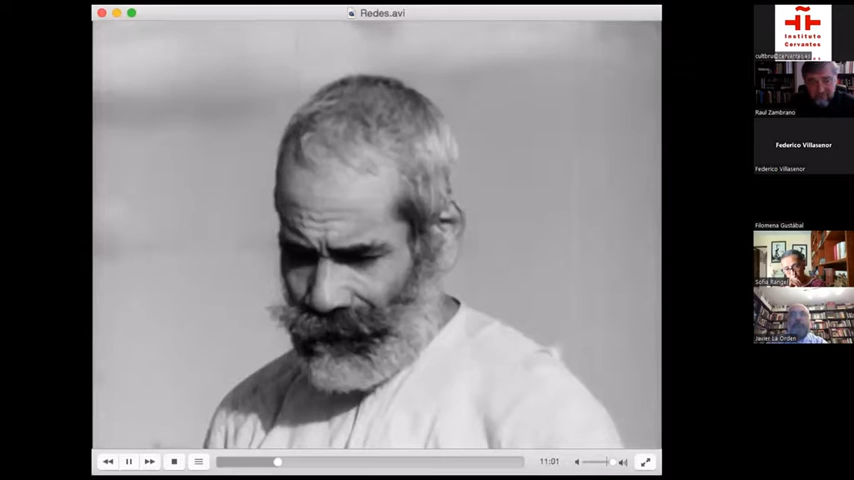 Redes.avi
11:01
Instituto
Cervantes
Raul Zambrano
Federico Villasenor
Federico Villasenor
Filomena Gustábal
Sofia Rangel
Javier La Orden